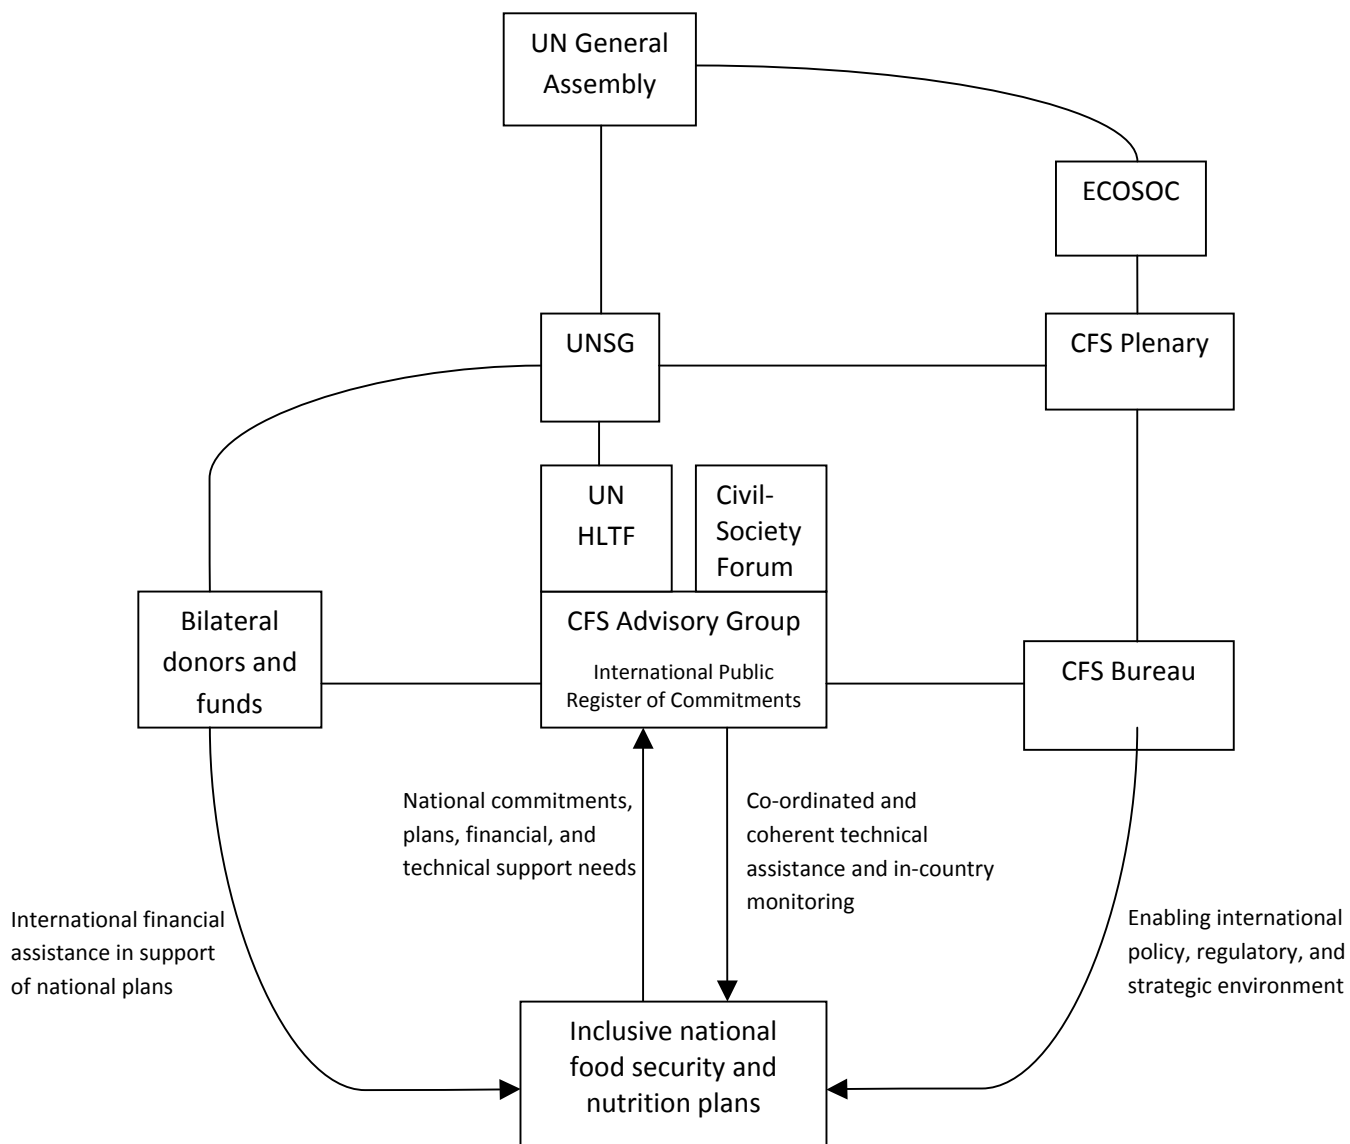 UN General
Assembly
ECOSOC
UNSG
CFS Plenary
UN
HLTF
Civil-
Society
Forum
Bilateral
donors and
funds
CFS Advisory Group
International Public
Register of Commitments
CFS Bureau
National commitments,
plans, financial, and
technical support needs
Co-ordinated and
coherent technical
assistance and in-country
monitoring
International financial
assistance in support
of national plans
Enabling international
policy, regulatory, and
strategic environment
Inclusive national
food security and
nutrition plans